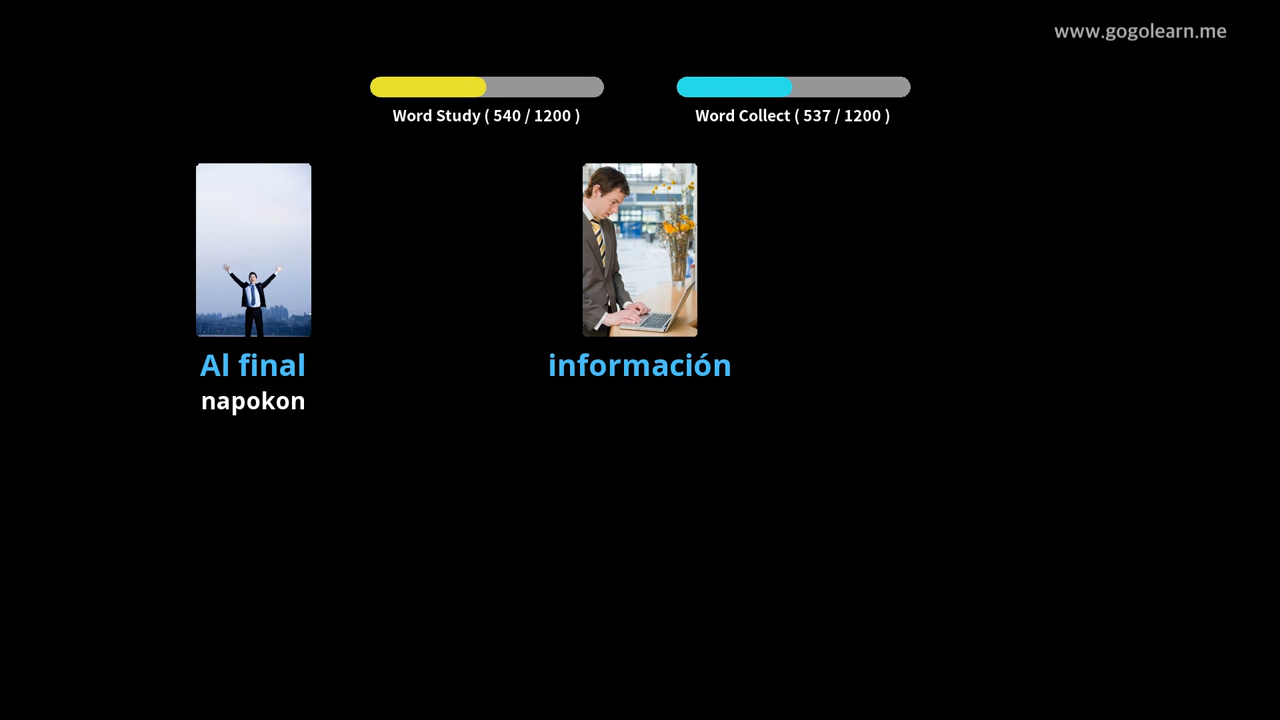 www.gogolearn.me
Word Study ( 540 / 1200 )
Word Collect ( 537 / 1200 )
Al final
napokon
información